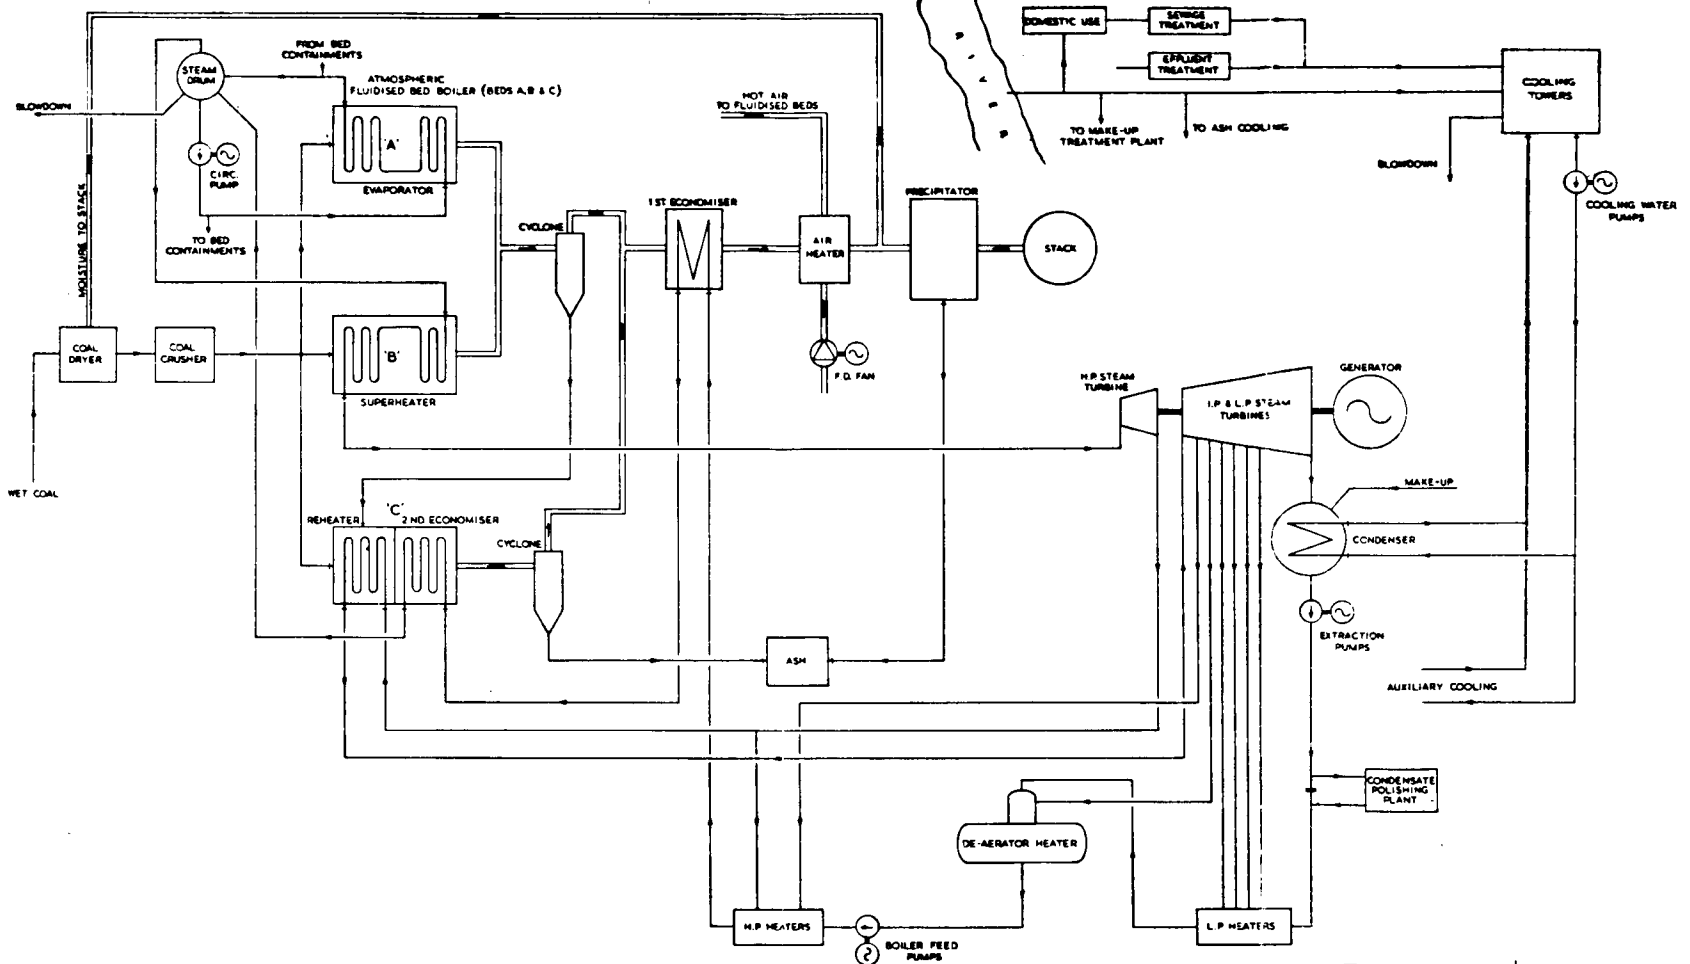 FROM BED
CONTAINMENTS
STEAM
DRUM
ATMOSPHERIC
FLUIDISED BED BOILER (BEDS A,B & C)
BLOWDOWN
'A'
EVAPORATOR
CIRC.
PUMP
TO BED
CONTAINMENTS
MOISTURE TO STACK
HOT AIR
TO FLUIDISED BEDS
RIVER
DOMESTIC USE
SEWAGE
TREATMENT
EFFLUENT
TREATMENT
COOLING
TOWERS
TO MAKE-UP
TREATMENT PLANT
TO ASH COOLING
BLOWDOWN
COOLING WATER
PUMPS
CYCLONE
1ST ECONOMISER
AIR
HEATER
PRECIPITATOR
STACK
COAL
DRYER
COAL
CRUSHER
'B'
SUPERHEATER
F.D. FAN
H.P. STEAM
TURBINE
I.P & L.P STEAM
TURBINES
GENERATOR
WET COAL
MAKE-UP
CONDENSER
REHEATER
'C'
2ND ECONOMISER
CYCLONE
ASH
EXTRACTION
PUMPS
AUXILIARY COOLING
CONDENSATE
POLISHING
PLANT
DE-AERATOR HEATER
H.P HEATERS
BOILER FEED
PUMPS
L.P HEATERS